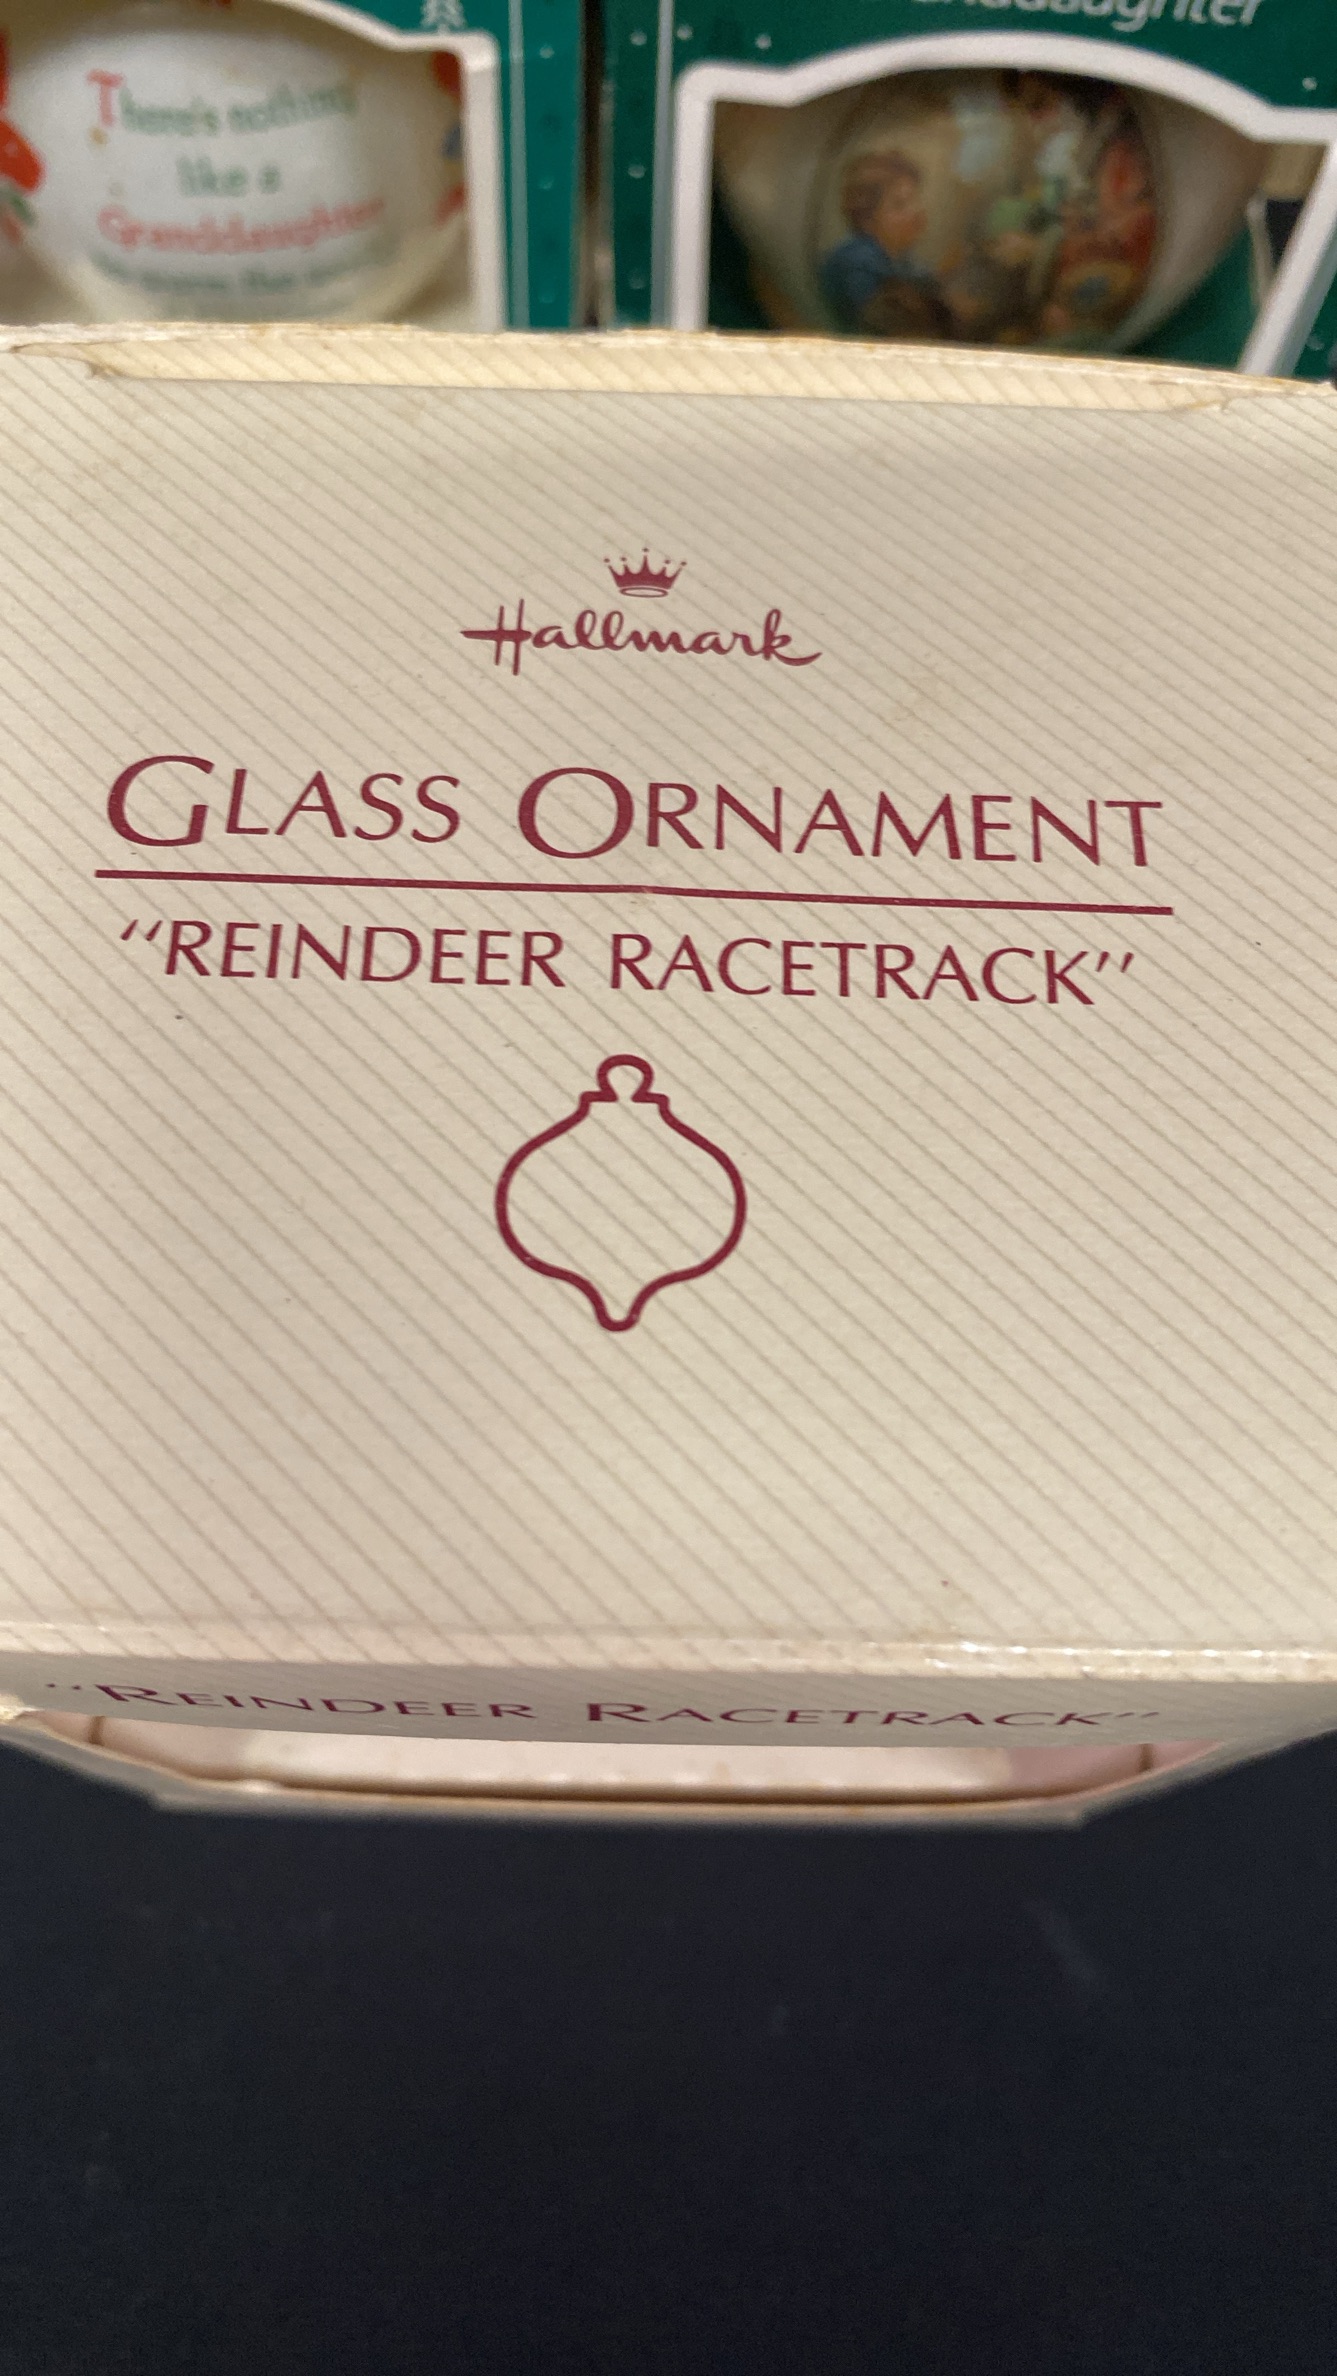 There's nothing
like a
Granddaughter
Hallmark
GLASS ORNAMENT
"REINDEER RACETRACK"
"REINDEER RACETRACK"